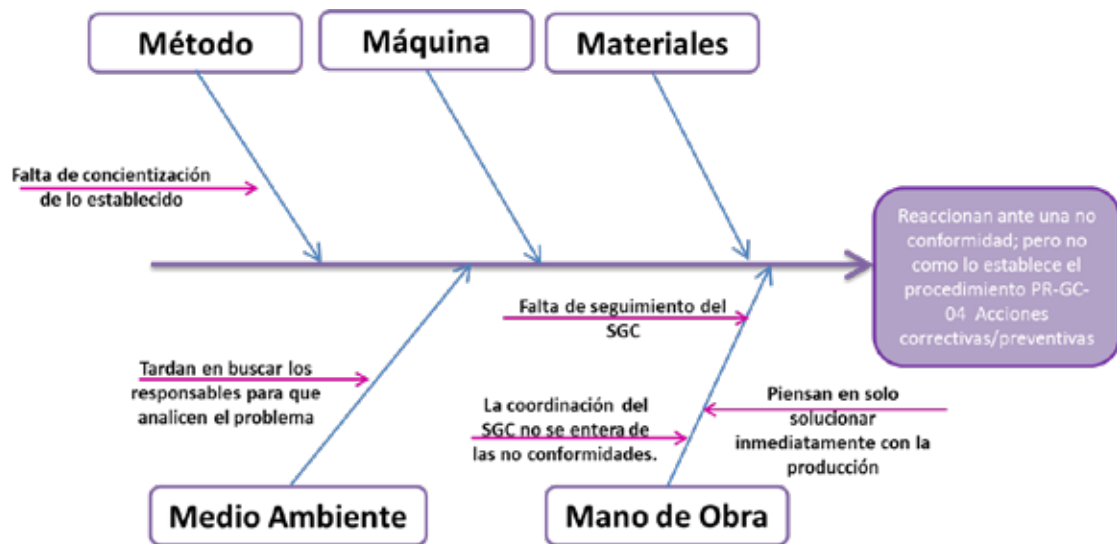 Método
Máquina
Materiales
Falta de concientización
de lo establecido
Reaccionan ante una no
conformidad; pero no
como lo establece el
procedimiento PR-GC-
04 Acciones
correctivas/preventivas
Falta de seguimiento del
SGC
Tardan en buscar los
responsables para que
analicen el problema
La coordinación del
SGC no se entera de
las no conformidades.
Piensan en solo
solucionar
inmediatamente con la
producción
Medio Ambiente
Mano de Obra